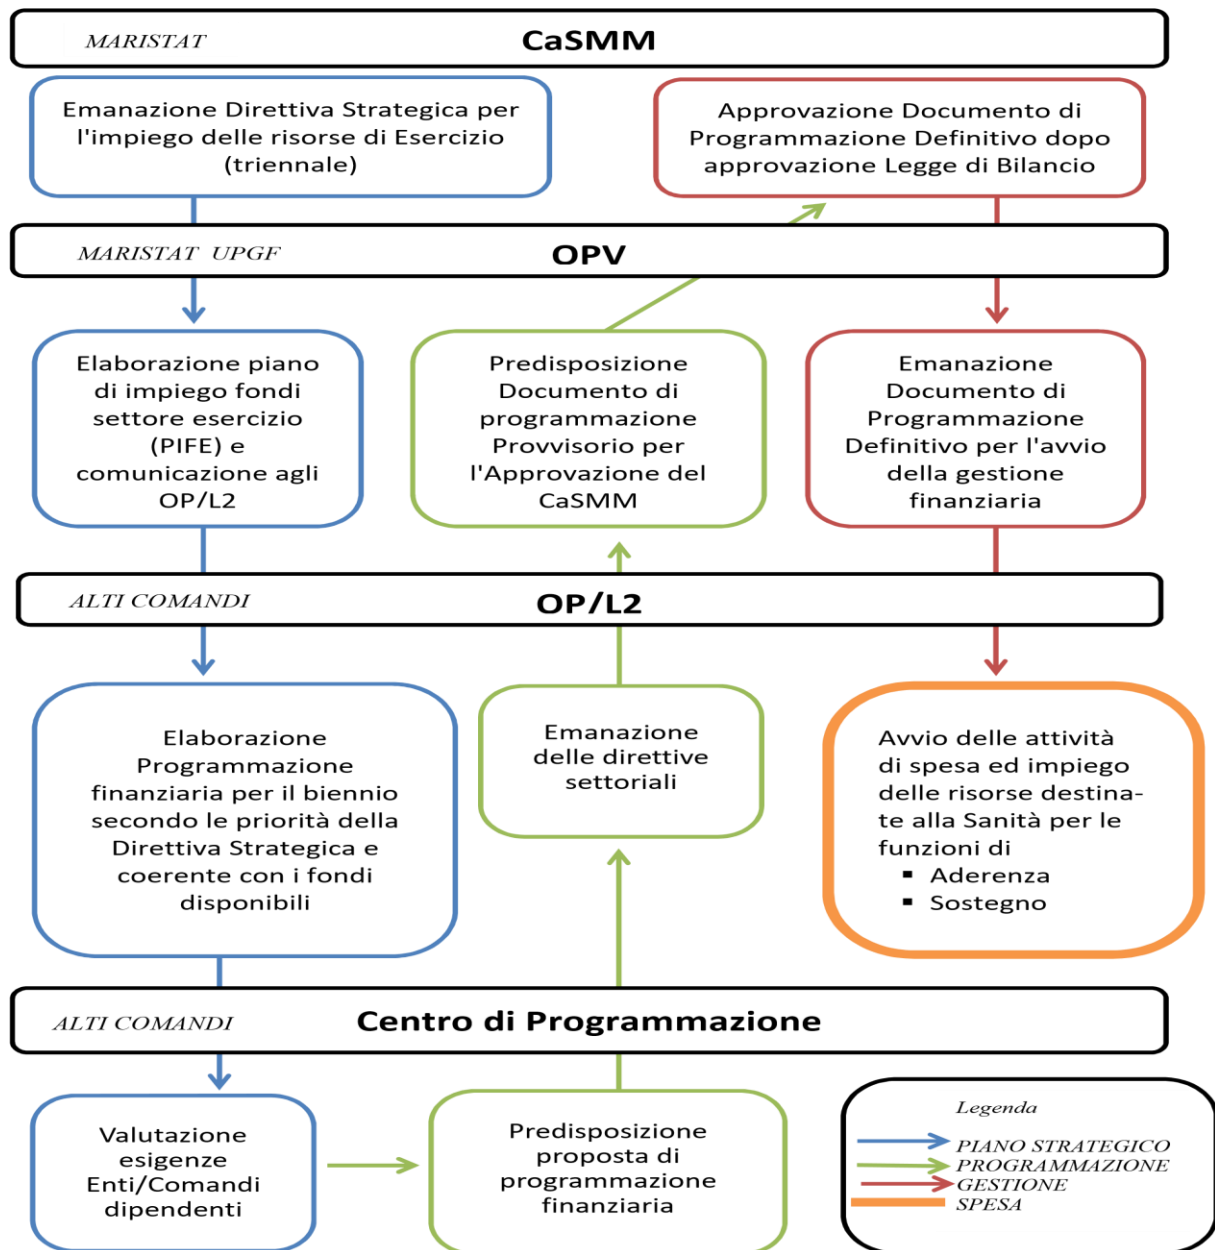 MARISTAT CaSMM
Emanazione Direttiva Strategica per
l'impiego delle risorse di Esercizio
(triennale)
Approvazione Documento di
Programmazione Definitivo dopo
approvazione Legge di Bilancio
MARISTAT UPGF OPV
Elaborazione piano
di impiego fondi
settore esercizio
(PIFE) e
comunicazione agli
OP/L2
Predisposizione
Documento di
programmazione
Provvisorio per
l'Approvazione del
CaSMM
Emanazione
Documento di
Programmazione
Definitivo per l'avvio
della gestione
finanziaria
ALTI COMANDI OP/L2
Elaborazione
Programmazione
finanziaria per il biennio
secondo le priorità della
Direttiva Strategica e
coerente con i fondi
disponibili
Emanazione
delle direttive
settoriali
Avvio delle attività
di spesa ed impiego
delle risorse destina-
te alla Sanità per le
funzioni di
▪ Aderenza
▪ Sostegno
ALTI COMANDI Centro di Programmazione
Valutazione
esigenze
Enti/Comandi
dipendenti
Predisposizione
proposta di
programmazione
finanziaria
Legenda
PIANO STRATEGICO
PROGRAMMAZIONE
GESTIONE
SPESA